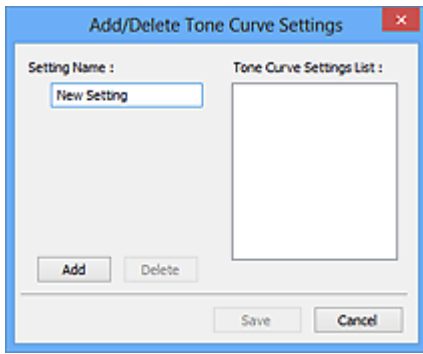 Add/Delete Tone Curve Settings
Setting Name :
Tone Curve Settings List :
New Setting
Add
Delete
Save
Cancel